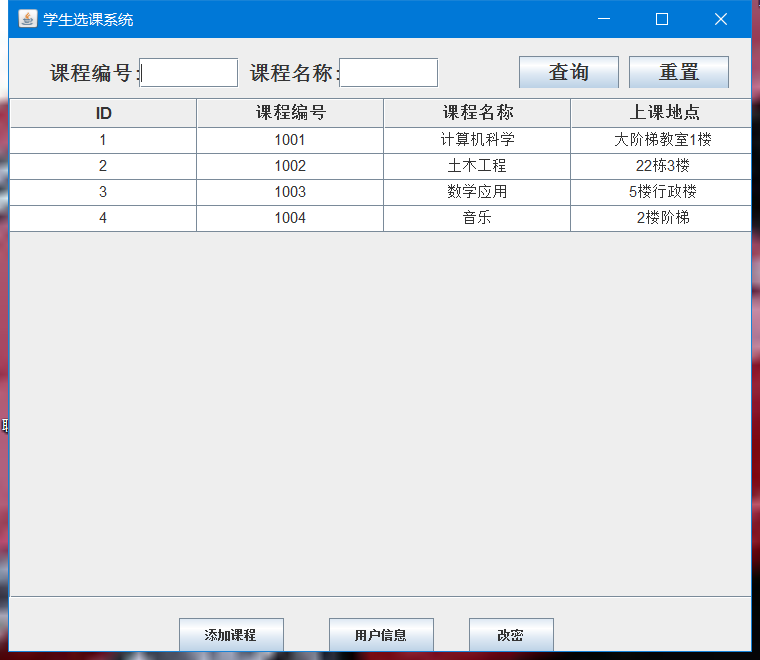 学生选课系统
课程编号: 课程名称: 查询 重置
ID 课程编号 课程名称 上课地点
1 1001 计算机科学 大阶梯教室1楼
2 1002 土木工程 22栋3楼
3 1003 数学应用 5楼行政楼
4 1004 音乐 2楼阶梯
添加课程 用户信息 改密